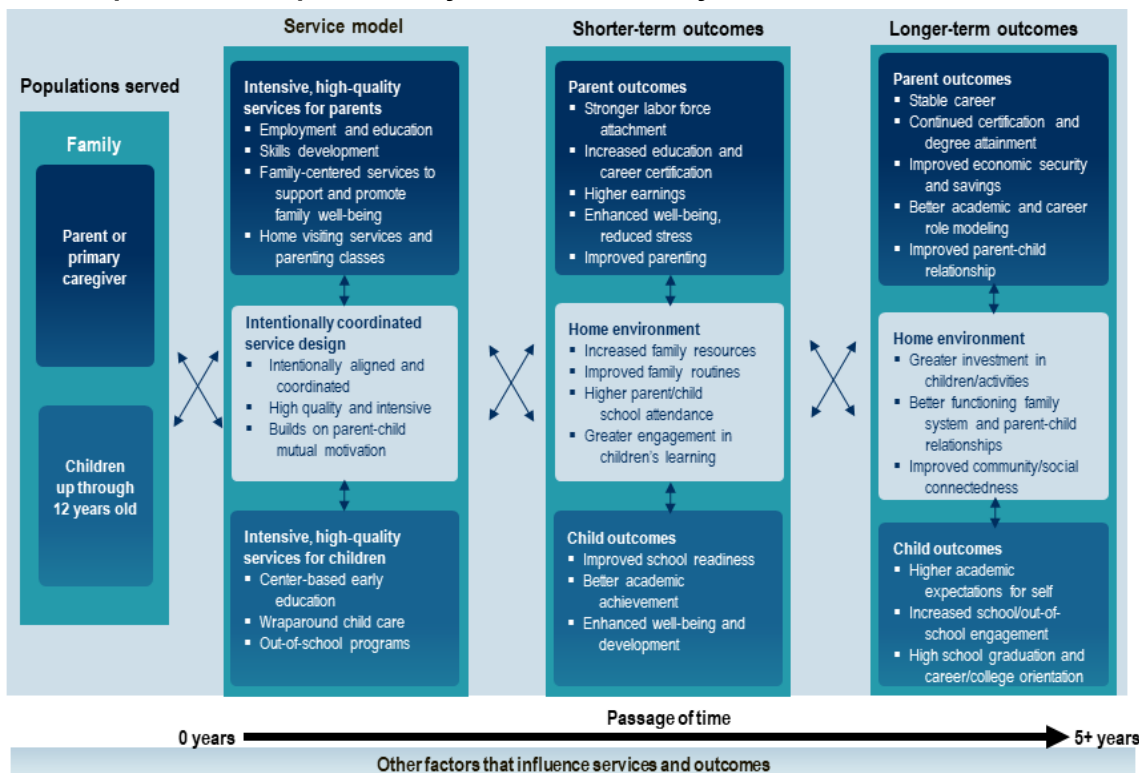 Service model
Shorter-term outcomes
Longer-term outcomes
Populations served
Family
Parent or
primary
caregiver
Children
up through
12 years old
Intensive, high-quality
services for parents
▪ Employment and education
▪ Skills development
▪ Family-centered services to
support and promote
family well-being
▪ Home visiting services and
parenting classes
Intentionally coordinated
service design
▪ Intentionally aligned and
coordinated
▪ High quality and intensive
▪ Builds on parent-child
mutual motivation
Intensive, high-quality
services for children
▪ Center-based early
education
▪ Wraparound child care
▪ Out-of-school programs
Parent outcomes
▪ Stronger labor force
attachment
▪ Increased education and
career certification
▪ Higher earnings
▪ Enhanced well-being,
reduced stress
▪ Improved parenting
Home environment
▪ Increased family resources
▪ Improved family routines
▪ Higher parent/child
school attendance
▪ Greater engagement in
children's learning
Child outcomes
▪ Improved school readiness
▪ Better academic
achievement
▪ Enhanced well-being and
development
Parent outcomes
▪ Stable career
▪ Continued certification and
degree attainment
▪ Improved economic security
and savings
▪ Better academic and career
role modeling
▪ Improved parent-child
relationship
Home environment
▪ Greater investment in
children/activities
▪ Better functioning family
system and parent-child
relationships
▪ Improved community/social
connectedness
Child outcomes
▪ Higher academic
expectations for self
▪ Increased school/out-of-
school engagement
▪ High school graduation and
career/college orientation
Passage of time
0 years
5+ years
Other factors that influence services and outcomes